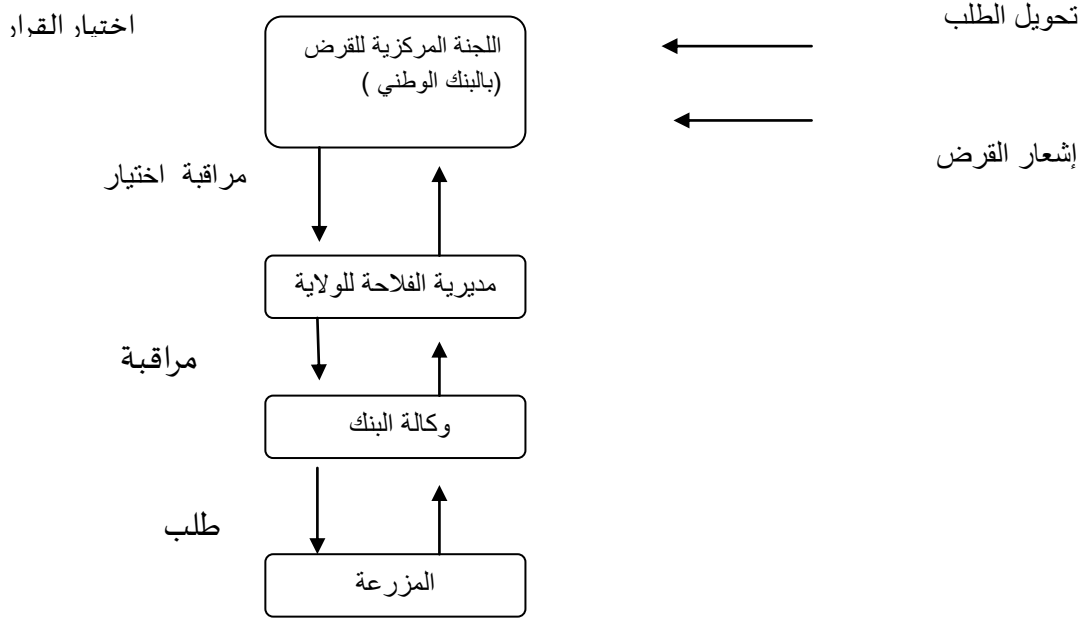 تحويل الطلب
اختيار القرار
اللجنة المركزية للقرض
(بالبنك الوطني )
إشعار القرض
مراقبة اختيار
مديرية الفلاحة للولاية
مراقبة
وكالة البنك
طلب
المزرعة